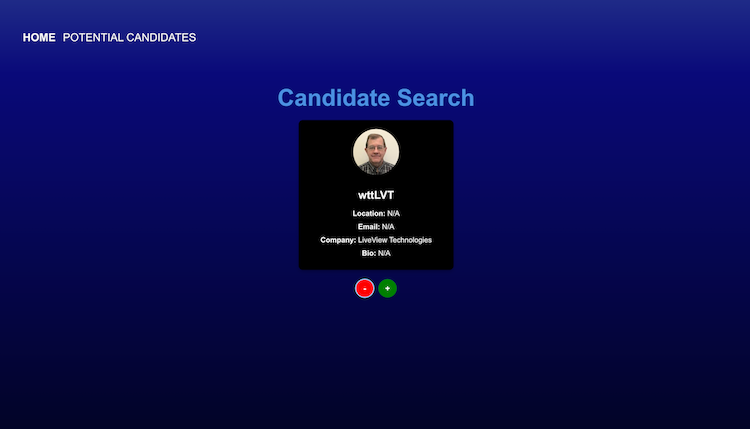 HOME POTENTIAL CANDIDATES
Candidate Search
wttLVT
Location: N/A
Email: N/A
Company: LiveView Technologies
Bio: N/A
- +